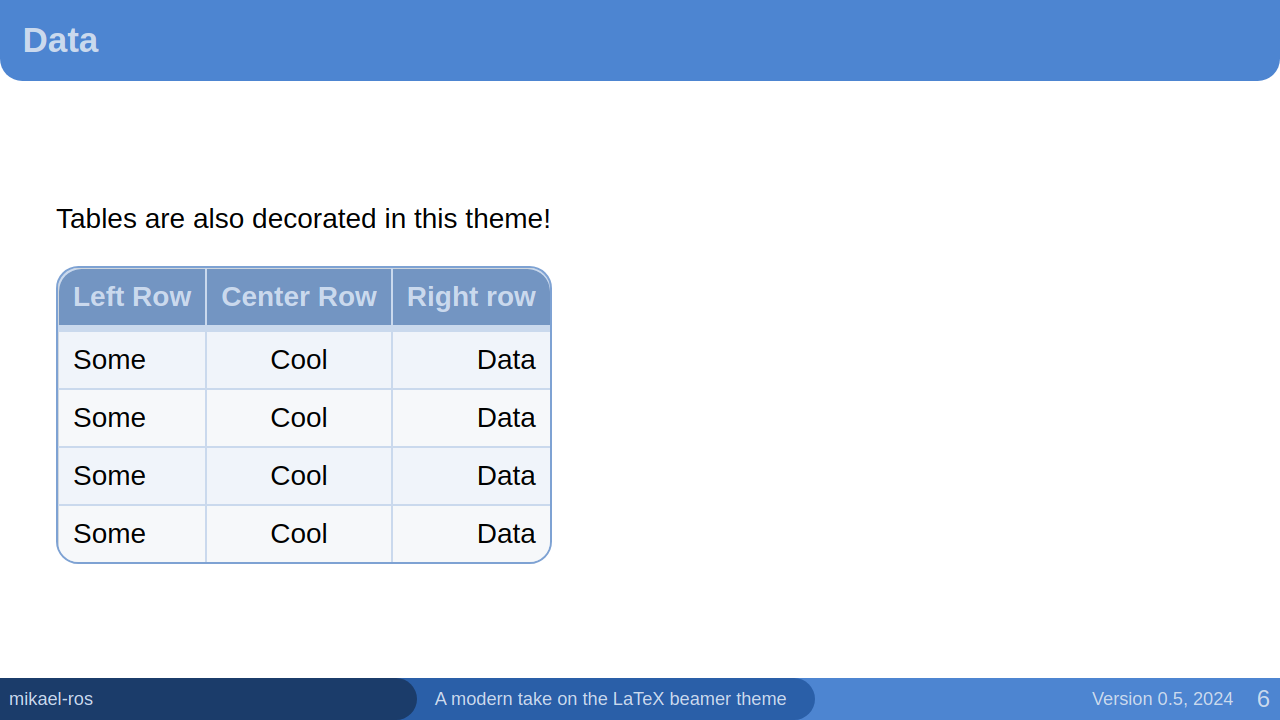 Data
Tables are also decorated in this theme!
Left Row Center Row Right row
Some Cool Data
Some Cool Data
Some Cool Data
Some Cool Data
mikael-ros A modern take on the LaTeX beamer theme Version 0.5, 2024 6